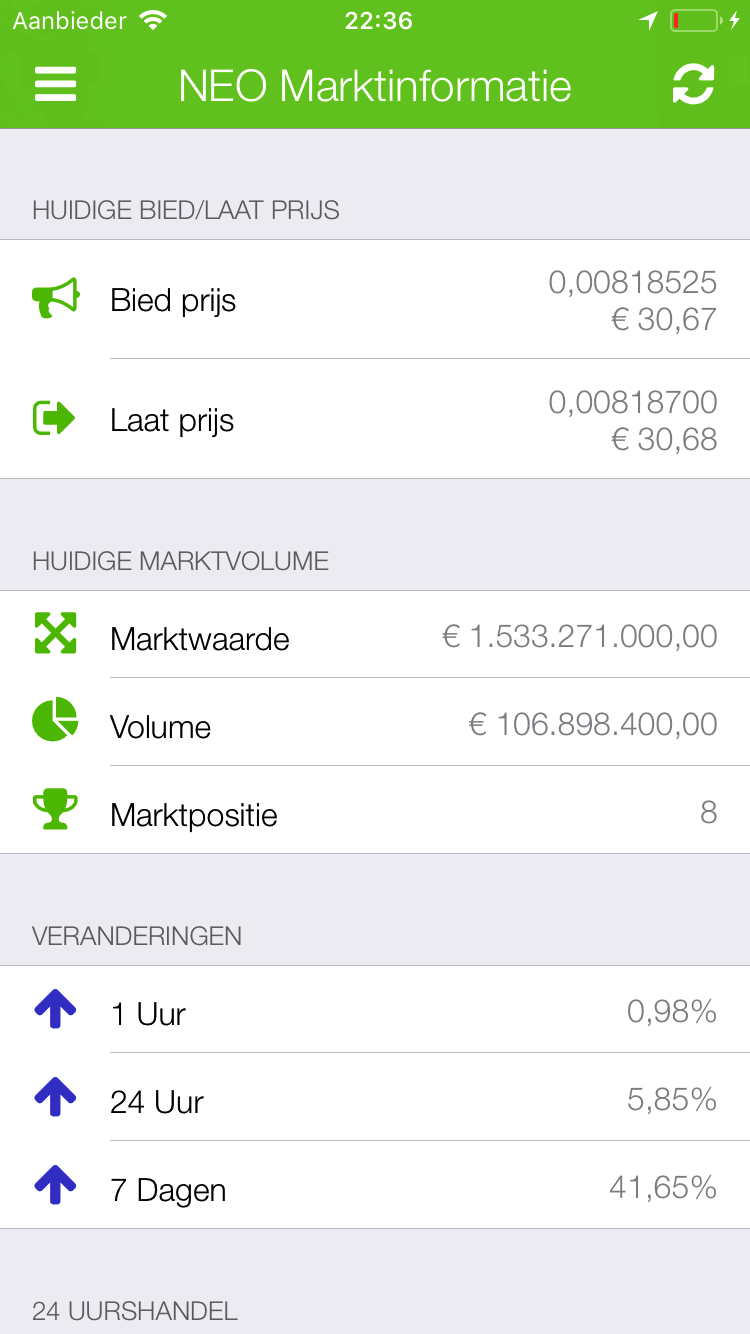 Aanbieder 22:36
NEO Marktinformatie
HUIDIGE BIED/LAAT PRIJS
Bied prijs
0,00818525
€ 30,67
Laat prijs
0,00818700
€ 30,68
HUIDIGE MARKTVOLUME
Marktwaarde € 1.533.271.000,00
Volume € 106.898.400,00
Marktpositie 8
VERANDERINGEN
1 Uur 0,98%
24 Uur 5,85%
7 Dagen 41,65%
24 UURSHANDEL